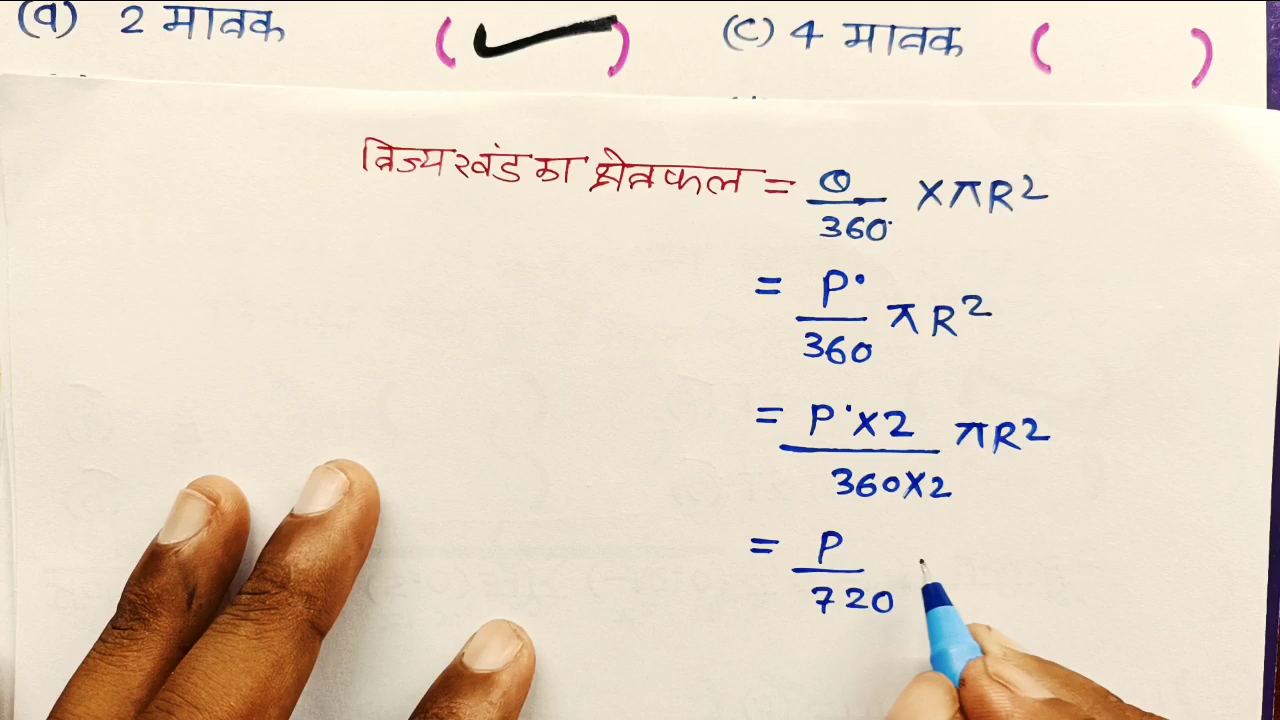 (a) 2 मात्रक ( ✓ ) (c) 4 मात्रक ( )
त्रिज्यखंड का क्षेत्रफल = θ/360 × πR²
= P°/360 πR²
= P°×2/360×2 πR²
= P/720